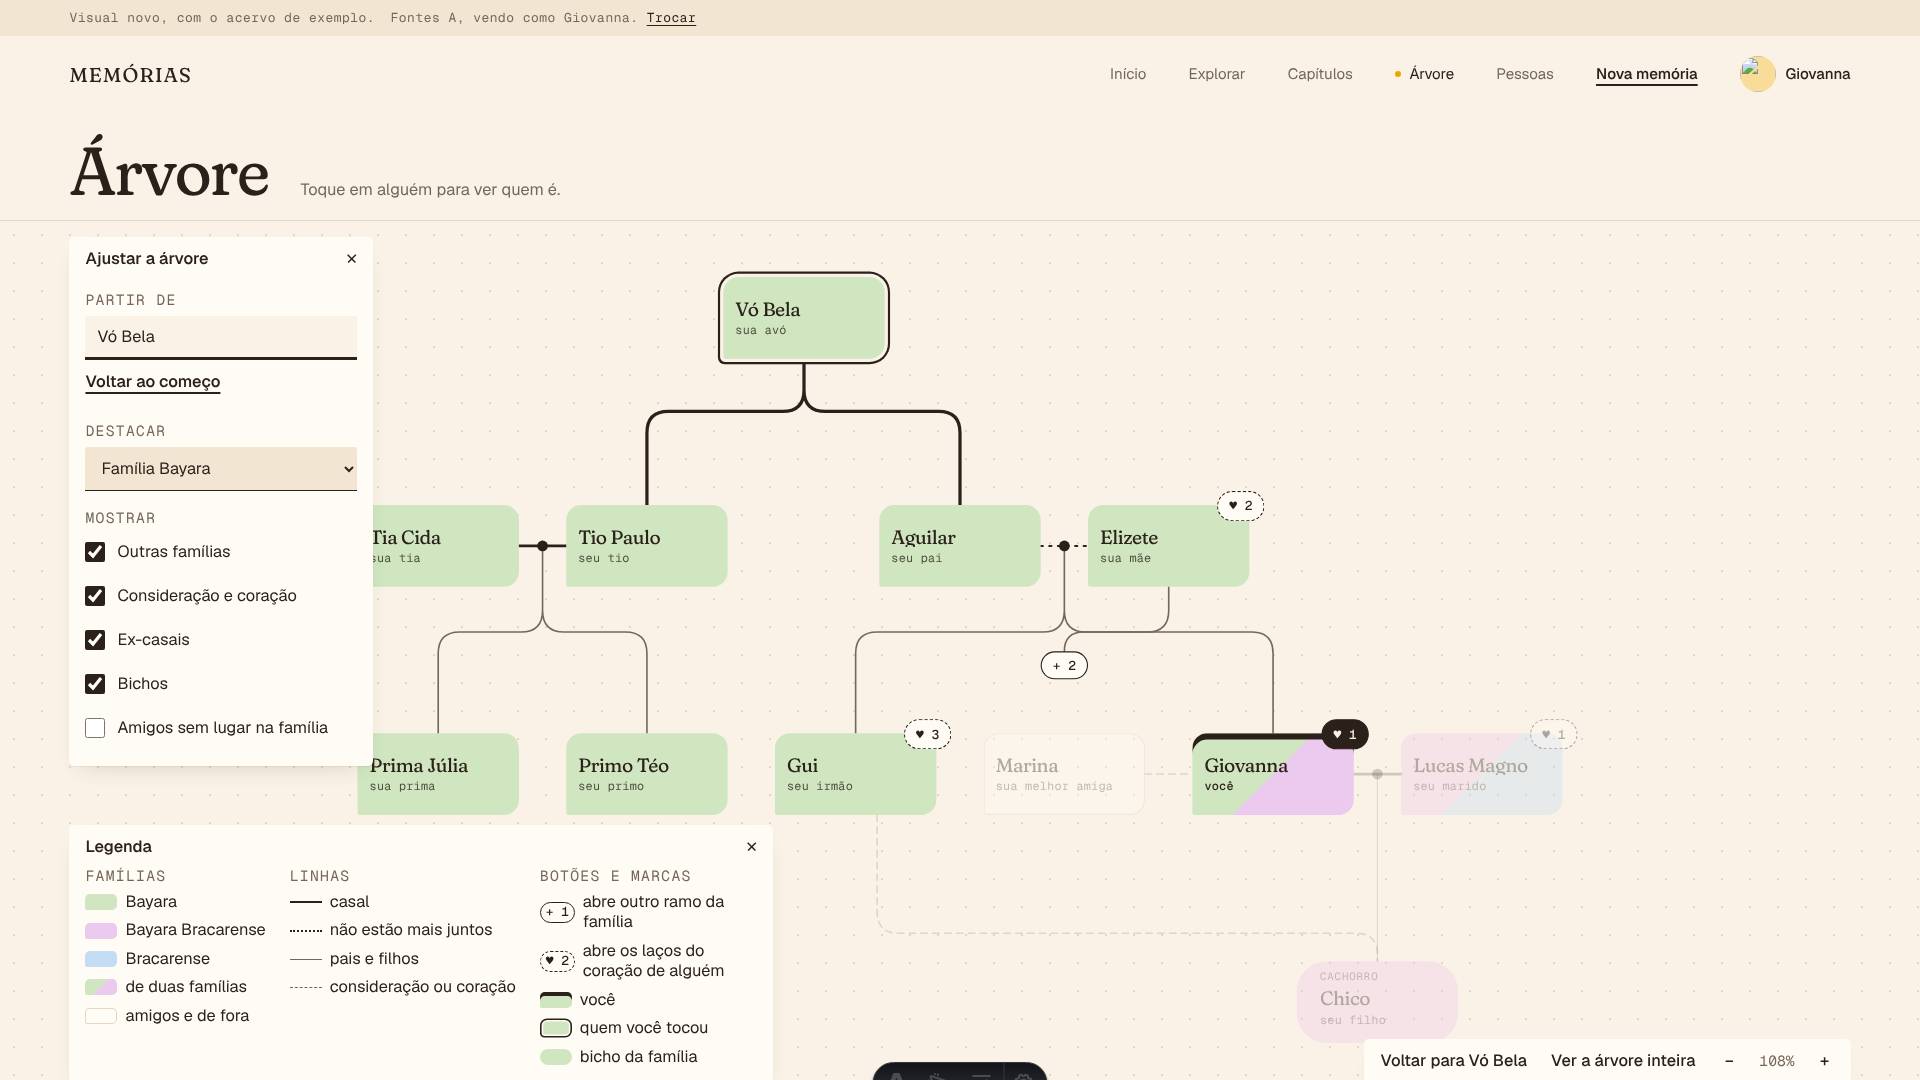 Visual novo, com o acervo de exemplo. Fontes A, vendo como Giovanna. Trocar
MEMÓRIAS
Início
Explorar
Capítulos
Árvore
Pessoas
Nova memória
Giovanna
Árvore
Toque em alguém para ver quem é.
Ajustar a árvore
×
PARTIR DE
Vó Bela
Voltar ao começo
DESTACAR
Família Bayara
MOSTRAR
Outras famílias
Consideração e coração
Ex-casais
Bichos
Amigos sem lugar na família
Vó Bela
sua avó
Tia Cida
sua tia
Tio Paulo
seu tio
Aguilar
seu pai
Elizete
sua mãe
♥ 2
+ 2
Prima Júlia
sua prima
Primo Téo
seu primo
Gui
seu irmão
♥ 3
Marina
sua melhor amiga
Giovanna
você
♥ 1
Lucas Magno
seu marido
♥ 1
CACHORRO
Chico
seu filho
Legenda
×
FAMÍLIAS
Bayara
Bayara Bracarense
Bracarense
de duas famílias
amigos e de fora
LINHAS
casal
não estão mais juntos
pais e filhos
consideração ou coração
BOTÕES E MARCAS
+ 1
abre outro ramo da
família
♥ 2
abre os laços do
coração de alguém
você
quem você tocou
bicho da família
Voltar para Vó Bela
Ver a árvore inteira
−
108%
+